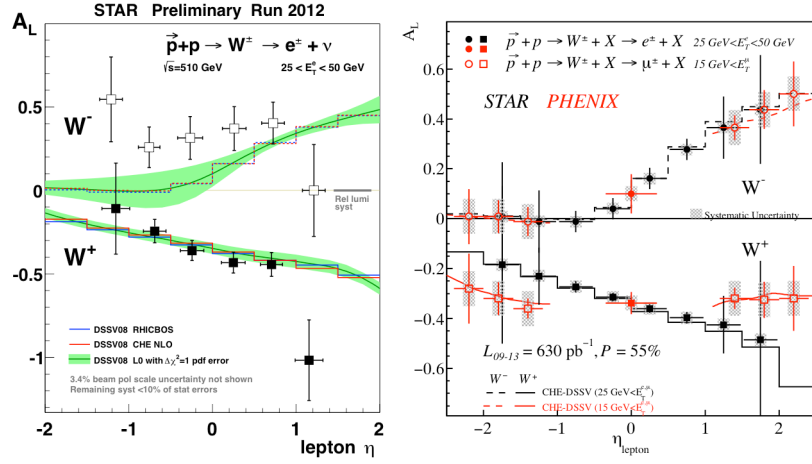 STAR Preliminary Run 2012
A_L
p⃗+p → W± → e± + ν
√s=510 GeV 25 < E_T^e < 50 GeV
0.5
W⁻
0
Rel lumi
syst
W⁺
-0.5
DSSV08 RHICBOS
DSSV08 CHE NLO
DSSV08 L0 with Δχ²=1 pdf error
-1
3.4% beam pol scale uncertainty not shown
Remaining syst <10% of stat errors
-2 -1 0 1 2
lepton η
A_L
p⃗ + p → W± + X → e± + X 25 GeV<E_T^e<50 GeV
p⃗ + p → W± + X → μ± + X 15 GeV<E_T^μ
0.6
STAR PHENIX
0.4
0.2
W⁻
0
Systematic Uncertainty
W⁺
-0.2
-0.4
L₀₉₋₁₃ = 630 pb⁻¹, P = 55%
-0.6
W⁻ W⁺
CHE-DSSV (25 GeV<E_T^{e,μ})
CHE-DSSV (15 GeV<E_T^{e,μ})
-0.8
-2 -1 0 1 2
η_lepton